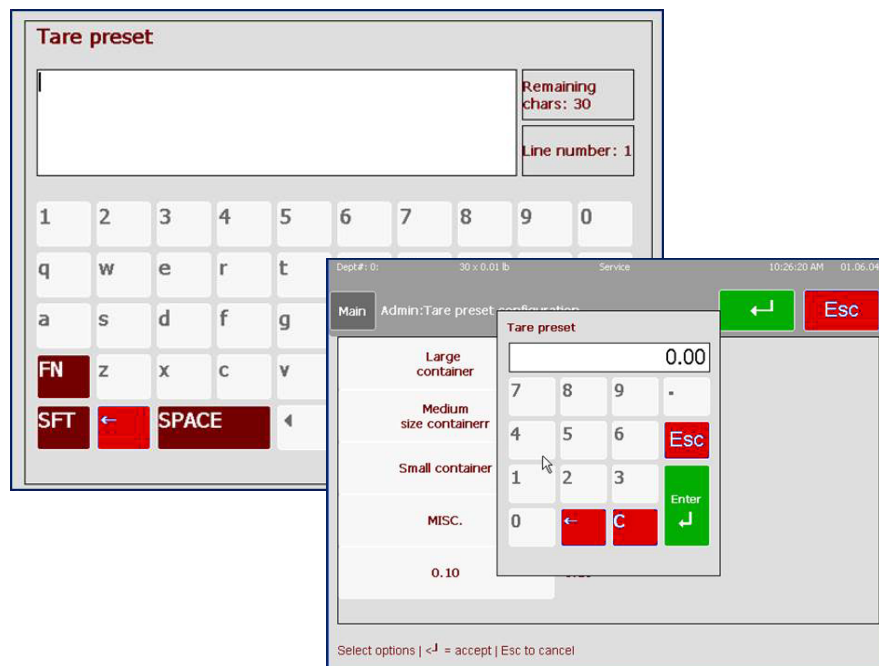 Tare preset
Remaining
chars: 30
Line number: 1
1 2 3 4 5 6 7 8 9 0
q w e r t
a s d f g
FN z x c v
SFT ← SPACE
Dept#: 0: 30 x 0.01 lb Service 10:26:20 AM 01.06.04
Main Admin:Tare preset configuration Esc
Large
container
Medium
size containerr
Small container
MISC.
0.10
Tare preset
0.00
7 8 9 .
4 5 6 Esc
1 2 3 Enter
0 ← C
Select options | <┘ = accept | Esc to cancel